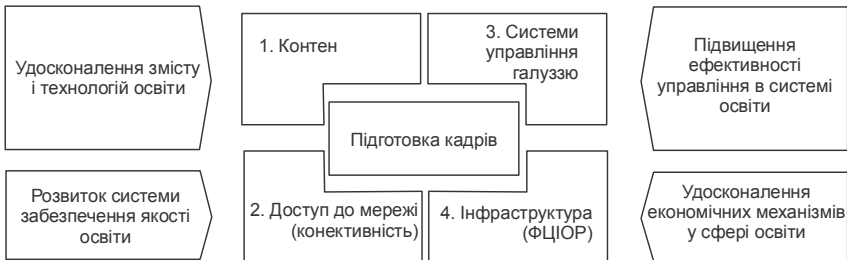 Удосконалення змісту
і технологій освіти
1. Контен
3. Системи
управління
галуззю
Підвищення
ефективності
управління в системі
освіти
Підготовка кадрів
Розвиток системи
забезпечення якості
освіти
2. Доступ до мережі
(конективність)
4. Інфраструктура
(ФЦІОР)
Удосконалення
економічних механізмів
у сфері освіти